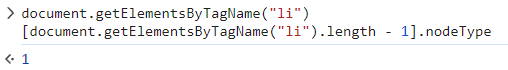 > document.getElementsByTagName("li")
[document.getElementsByTagName("li").length - 1].nodeType
1